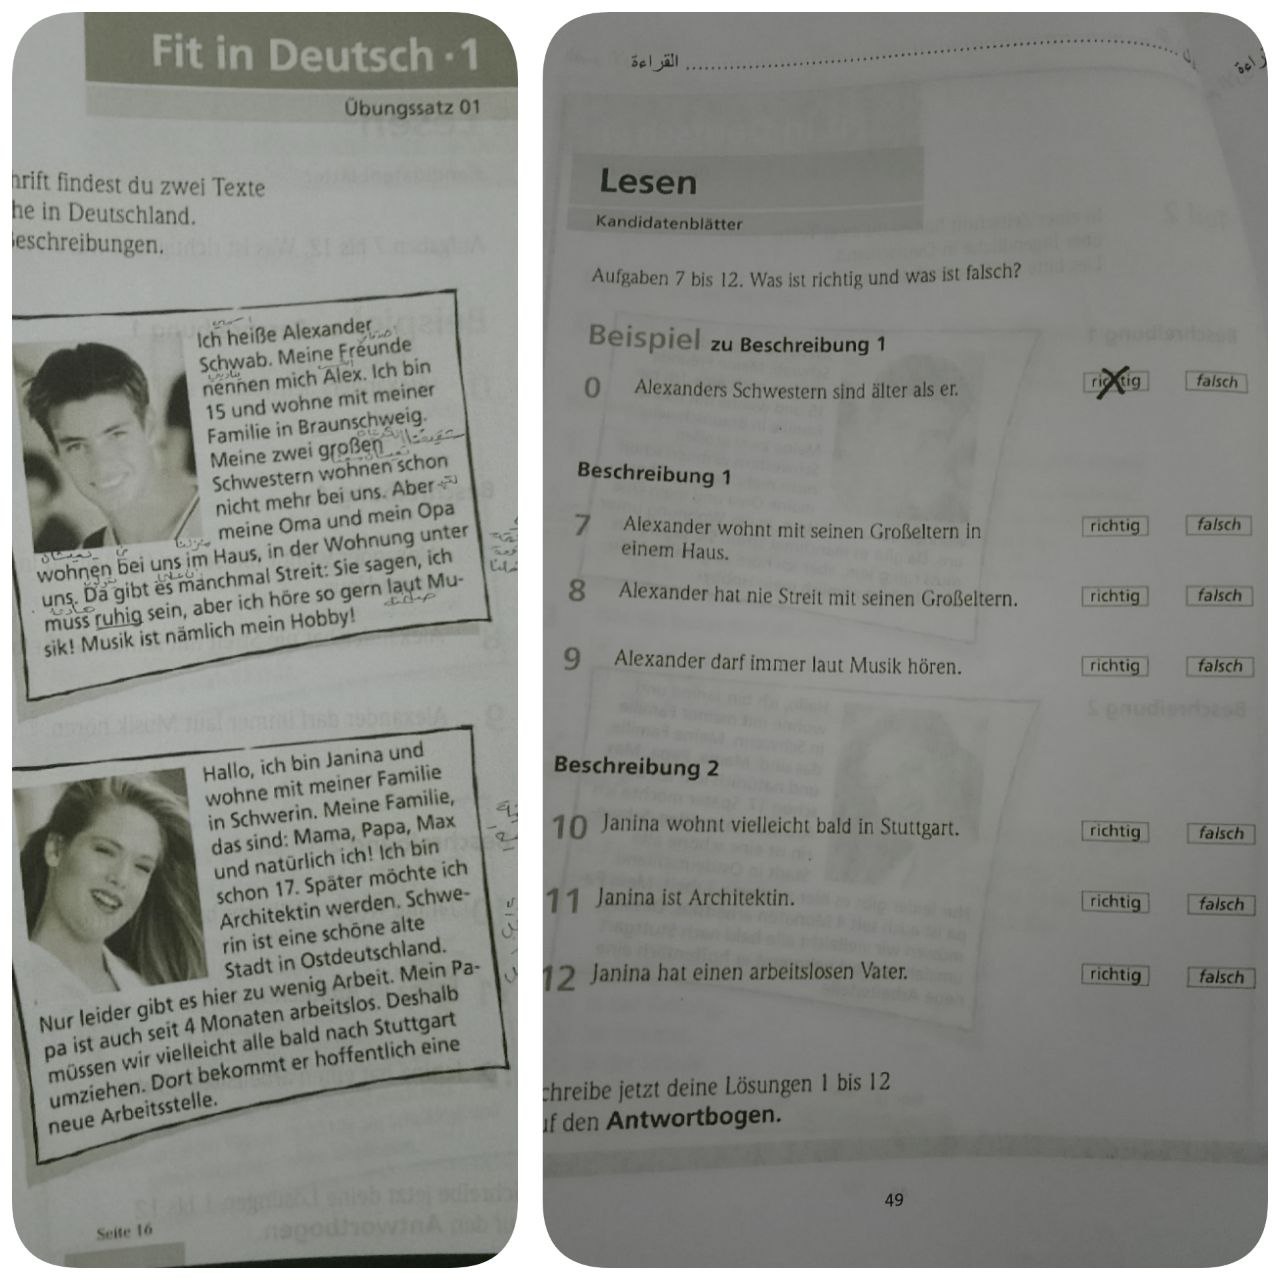 Fit in Deutsch · 1
Übungssatz 01
findest du zwei Texte
in Deutschland.
Ich heiße Alexander
Schwab. Meine Freunde
nennen mich Alex. Ich bin
15 und wohne mit meiner
Familie in Braunschweig.
Meine zwei großen
Schwestern wohnen schon
nicht mehr bei uns. Aber
meine Oma und mein Opa
wohnen bei uns im Haus, in der Wohnung unter
uns. Da gibt es manchmal Streit: Sie sagen, ich
muss ruhig sein, aber ich höre so gern laut Mu-
sik! Musik ist nämlich mein Hobby!
Hallo, ich bin Janina und
wohne mit meiner Familie
in Schwerin. Meine Familie,
das sind: Mama, Papa, Max
und natürlich ich! Ich bin
schon 17. Später möchte ich
Architektin werden. Schwe-
rin ist eine schöne alte
Stadt in Ostdeutschland.
Nur leider gibt es hier zu wenig Arbeit. Mein Pa-
pa ist auch seit 4 Monaten arbeitslos. Deshalb
müssen wir vielleicht alle bald nach Stuttgart
umziehen. Dort bekommt er hoffentlich eine
neue Arbeitsstelle.
Seite 16
القراءة
Lesen
Kandidatenblätter
Aufgaben 7 bis 12. Was ist richtig und was ist falsch?
Beispiel zu Beschreibung 1
0 Alexanders Schwestern sind älter als er. richtig falsch
Beschreibung 1
7 Alexander wohnt mit seinen Großeltern in richtig falsch
einem Haus.
8 Alexander hat nie Streit mit seinen Großeltern. richtig falsch
9 Alexander darf immer laut Musik hören. richtig falsch
Beschreibung 2
10 Janina wohnt vielleicht bald in Stuttgart. richtig falsch
11 Janina ist Architektin. richtig falsch
12 Janina hat einen arbeitslosen Vater. richtig falsch
jetzt deine Lösungen 1 bis 12
den Antwortbogen.
49